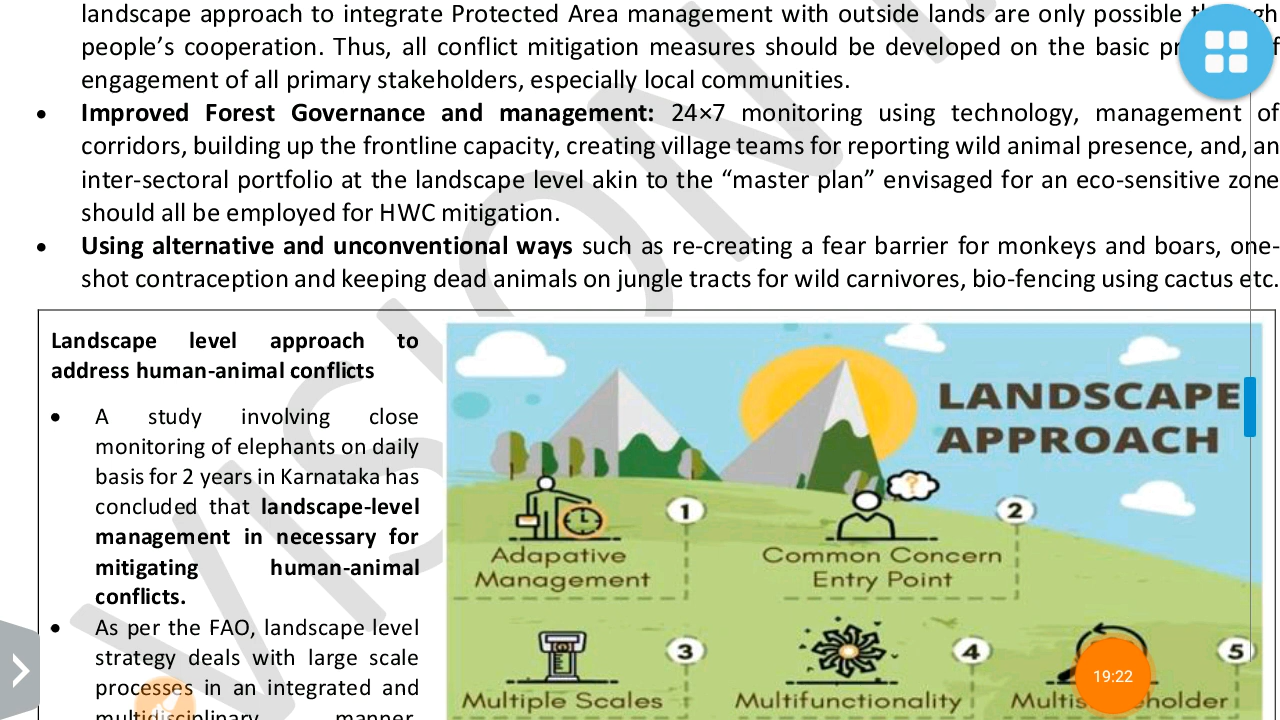 landscape approach to integrate Protected Area management with outside lands are only possible
people's cooperation. Thus, all conflict mitigation measures should be developed on the basic
engagement of all primary stakeholders, especially local communities.
• Improved Forest Governance and management: 24×7 monitoring using technology, management of
corridors, building up the frontline capacity, creating village teams for reporting wild animal presence, and, an
inter-sectoral portfolio at the landscape level akin to the “master plan” envisaged for an eco-sensitive zone
should all be employed for HWC mitigation.
• Using alternative and unconventional ways such as re-creating a fear barrier for monkeys and boars, one-
shot contraception and keeping dead animals on jungle tracts for wild carnivores, bio-fencing using cactus etc.
Landscape level approach to
address human-animal conflicts
• A study involving close
monitoring of elephants on daily
basis for 2 years in Karnataka has
concluded that landscape-level
management in necessary for
mitigating human-animal
conflicts.
• As per the FAO, landscape level
strategy deals with large scale
processes in an integrated and
multidisciplinary manner,
LANDSCAPE
APPROACH
1
Adapative
Management
2
Common Concern
Entry Point
3
Multiple Scales
4
Multifunctionality
5
19:22
VISION